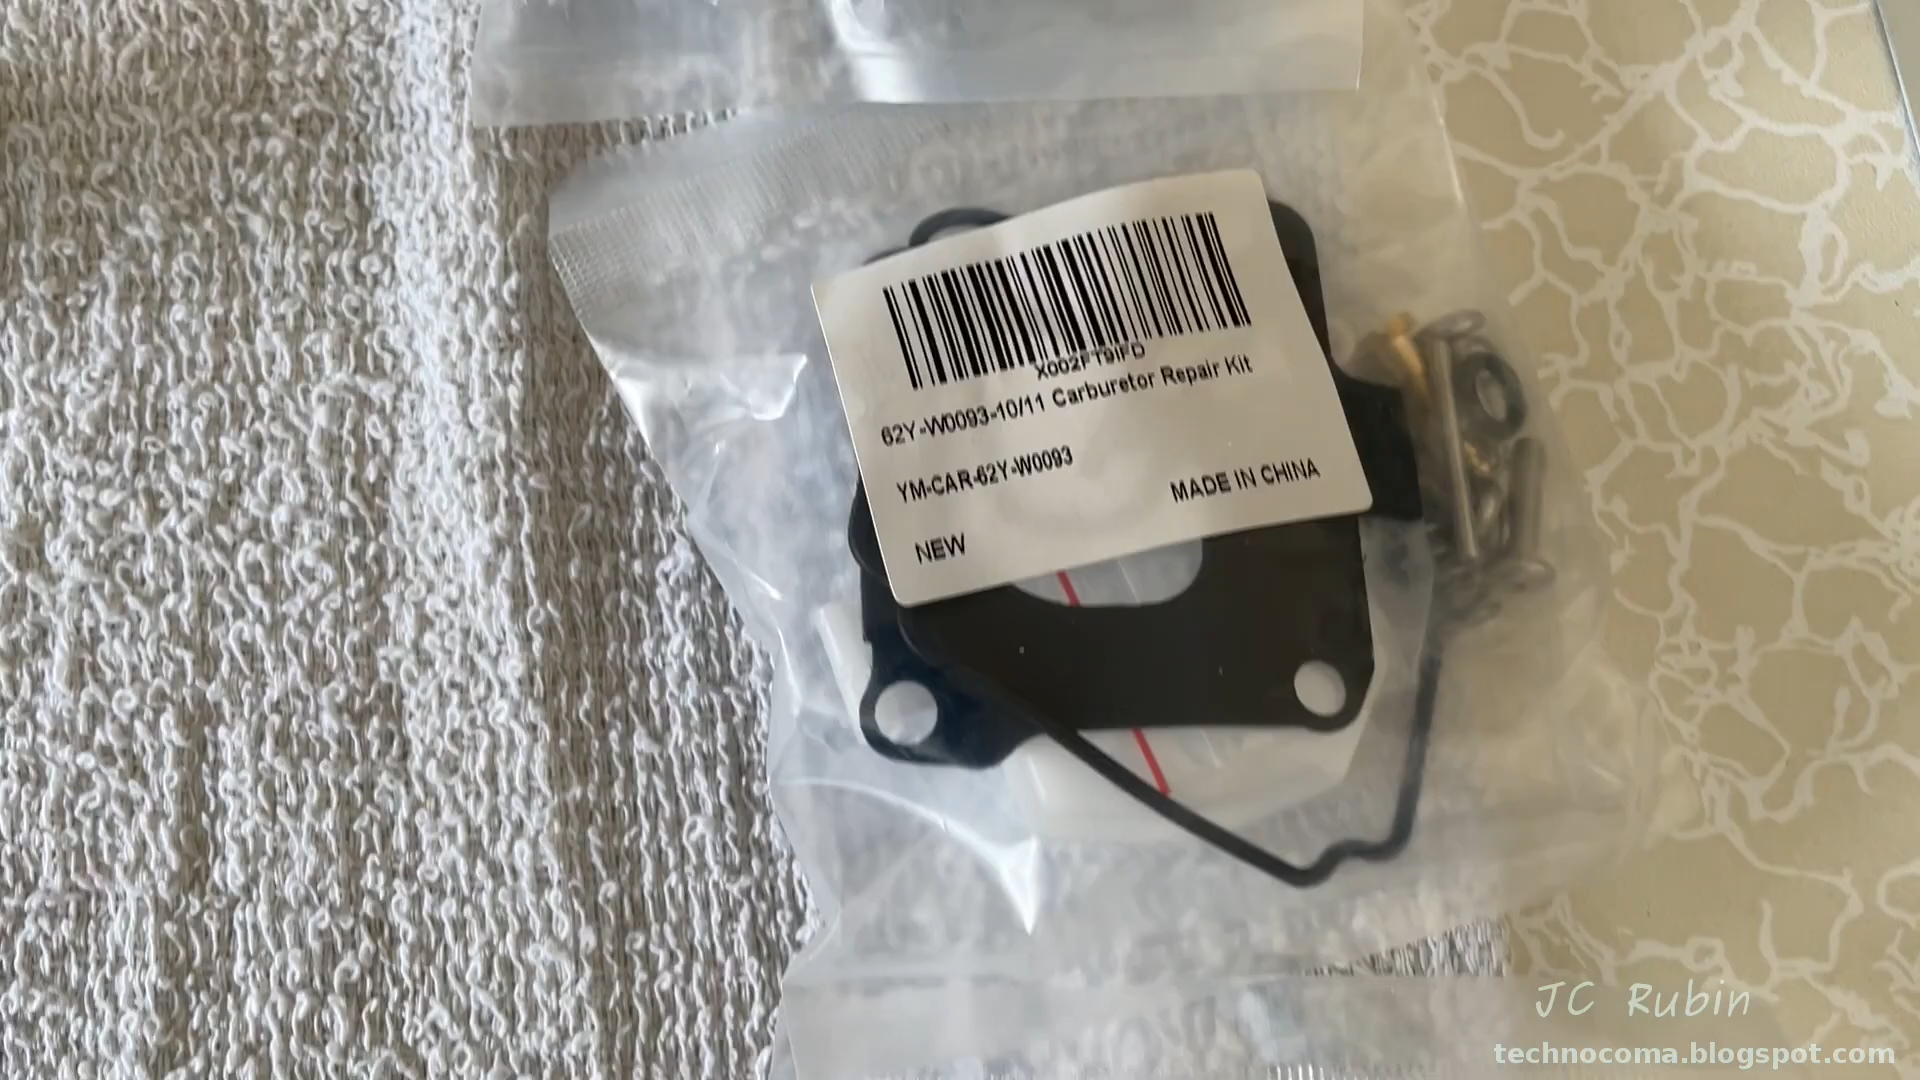 X002FT9IFD
62Y-W0093-10/11 Carburetor Repair Kit
YM-CAR-62Y-W0093
MADE IN CHINA
NEW
JC Rubin
technocoma.blogspot.com